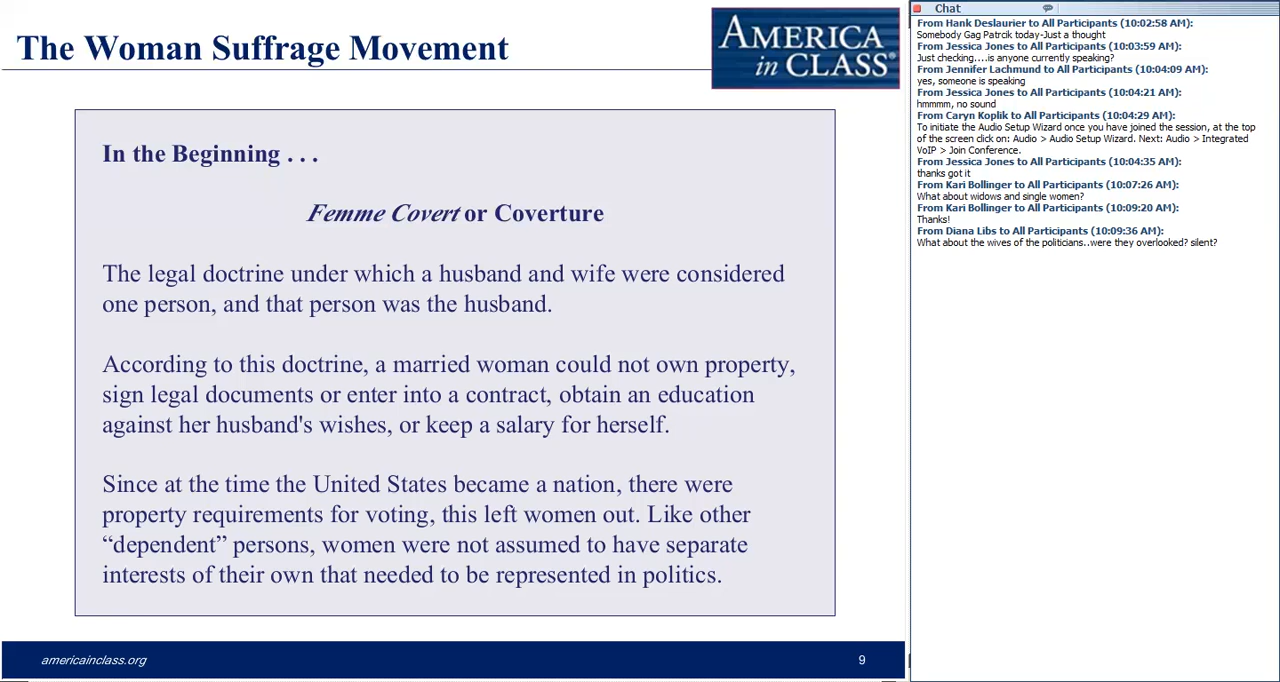 The Woman Suffrage Movement
AMERICA
in CLASS®
In the Beginning . . .
Femme Covert or Coverture
The legal doctrine under which a husband and wife were considered
one person, and that person was the husband.
According to this doctrine, a married woman could not own property,
sign legal documents or enter into a contract, obtain an education
against her husband's wishes, or keep a salary for herself.
Since at the time the United States became a nation, there were
property requirements for voting, this left women out. Like other
“dependent” persons, women were not assumed to have separate
interests of their own that needed to be represented in politics.
americainclass.org
9
Chat
From Hank Deslaurier to All Participants (10:02:58 AM):
Somebody Gag Patrcik today-Just a thought
From Jessica Jones to All Participants (10:03:59 AM):
Just checking....is anyone currently speaking?
From Jennifer Lachmund to All Participants (10:04:09 AM):
yes, someone is speaking
From Jessica Jones to All Participants (10:04:21 AM):
hmmmm, no sound
From Caryn Koplik to All Participants (10:04:29 AM):
To initiate the Audio Setup Wizard once you have joined the session, at the top
of the screen click on: Audio > Audio Setup Wizard. Next: Audio > Integrated
VoIP > Join Conference.
From Jessica Jones to All Participants (10:04:35 AM):
thanks got it
From Kari Bollinger to All Participants (10:07:26 AM):
What about widows and single women?
From Kari Bollinger to All Participants (10:09:20 AM):
Thanks!
From Diana Libs to All Participants (10:09:36 AM):
What about the wives of the politicians..were they overlooked? silent?